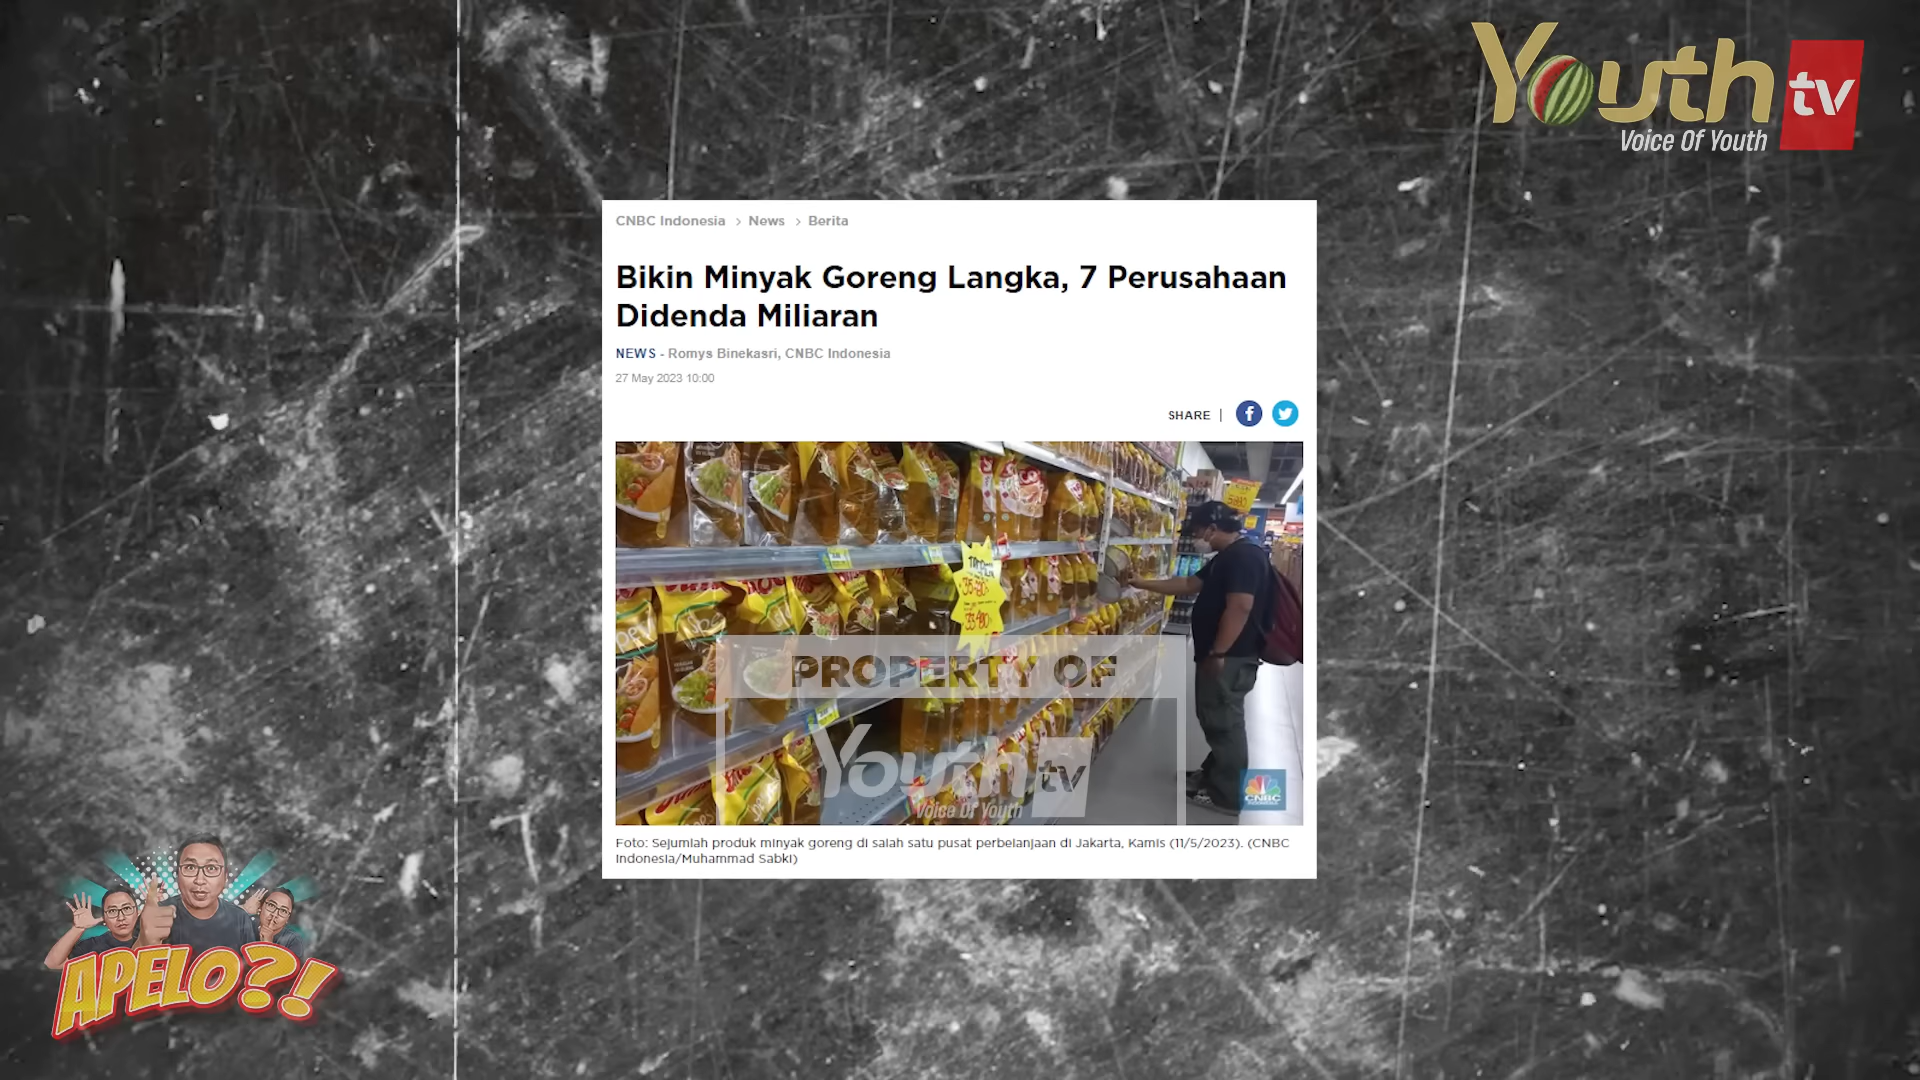 Youth tv
Voice Of Youth
CNBC Indonesia > News > Berita
Bikin Minyak Goreng Langka, 7 Perusahaan
Didenda Miliaran
NEWS - Romys Binekasri, CNBC Indonesia
27 May 2023 10:00
SHARE |
PROPERTY OF
Youth tv
Voice Of Youth
CNBC
INDONESIA
Foto: Sejumlah produk minyak goreng di salah satu pusat perbelanjaan di Jakarta, Kamis (11/5/2023). (CNBC
Indonesia/Muhammad Sabki)
APELO?!